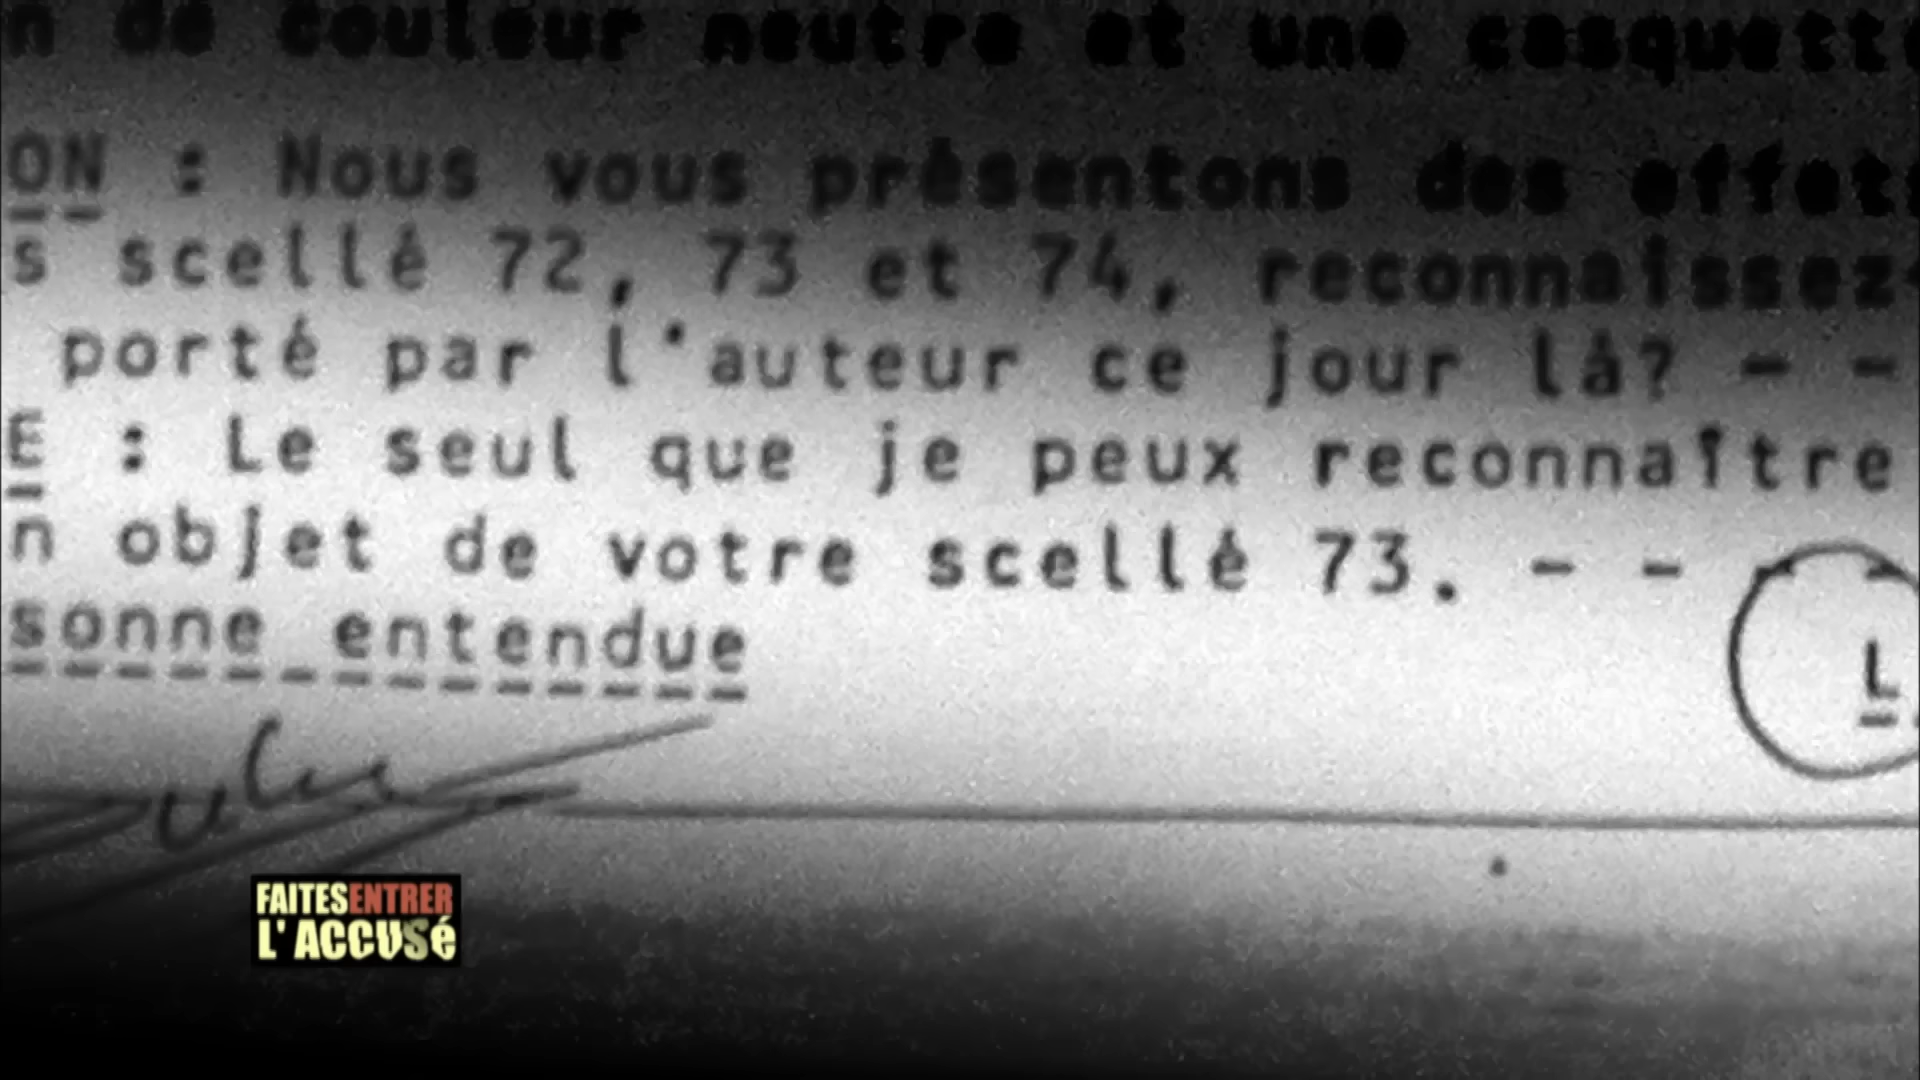 n de couleur neutre et une casquette
ON : Nous vous présentons des effets
s scellé 72, 73 et 74, reconnaissez-
porté par l'auteur ce jour là? - -
E : Le seul que je peux reconnaître
n objet de votre scellé 73. - - - -
sonne entendue
L
FAITES ENTRER
L'ACCUSé